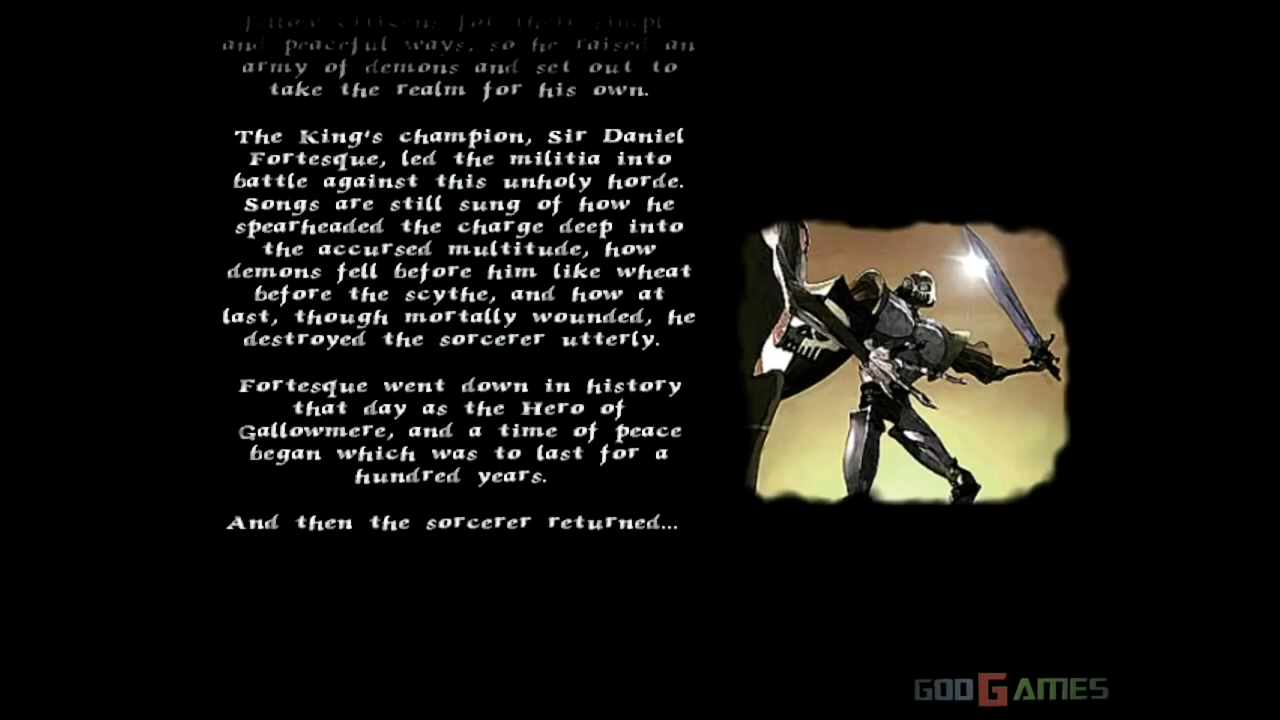 fellow citizens for their simple
and peaceful ways, so he raised an
army of demons and set out to
take the realm for his own.
The King's champion, Sir Daniel
Fortesque, led the militia into
battle against this unholy horde.
Songs are still sung of how he
spearheaded the charge deep into
the accursed multitude, how
demons fell before him like wheat
before the scythe, and how at
last, though mortally wounded, he
destroyed the sorcerer utterly.
Fortesque went down in history
that day as the Hero of
Gallowmere, and a time of peace
began which was to last for a
hundred years.
And then the sorcerer returned...
GODGAMES